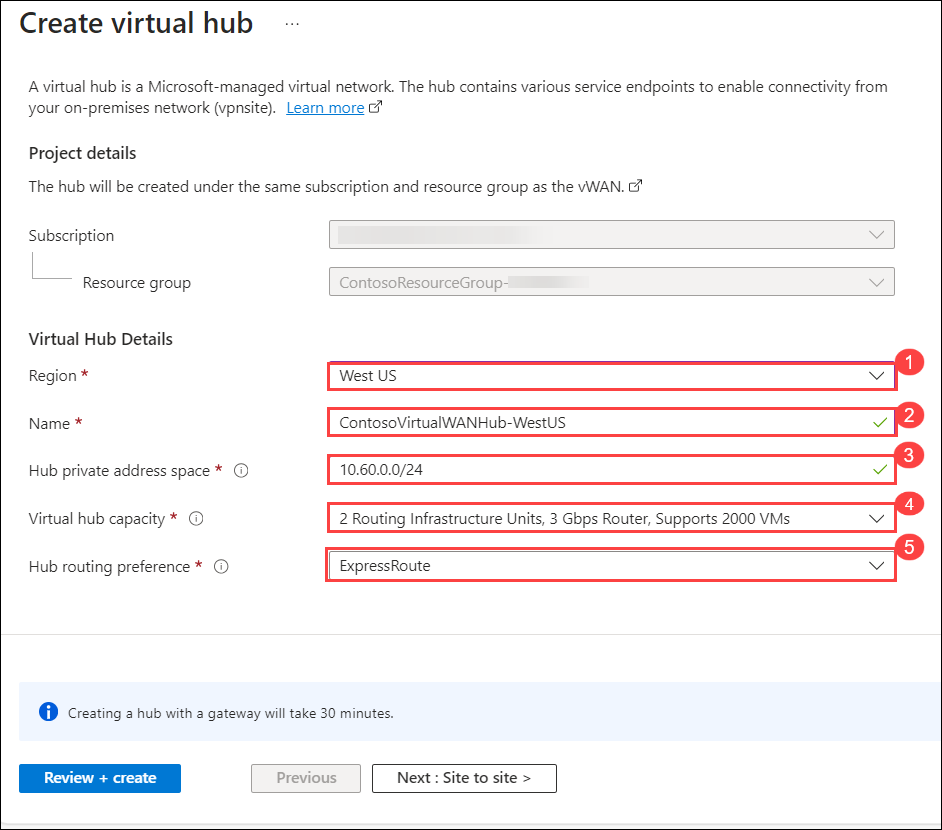 Create virtual hub ...
A virtual hub is a Microsoft-managed virtual network. The hub contains various service endpoints to enable connectivity from
your on-premises network (vpnsite). Learn more
Project details
The hub will be created under the same subscription and resource group as the vWAN.
Subscription
Resource group ContosoResourceGroup-
Virtual Hub Details
Region * West US 1
Name * ContosoVirtualWANHub-WestUS 2
Hub private address space * 10.60.0.0/24 3
Virtual hub capacity * 2 Routing Infrastructure Units, 3 Gbps Router, Supports 2000 VMs 4
Hub routing preference * ExpressRoute 5
Creating a hub with a gateway will take 30 minutes.
Review + create Previous Next : Site to site >